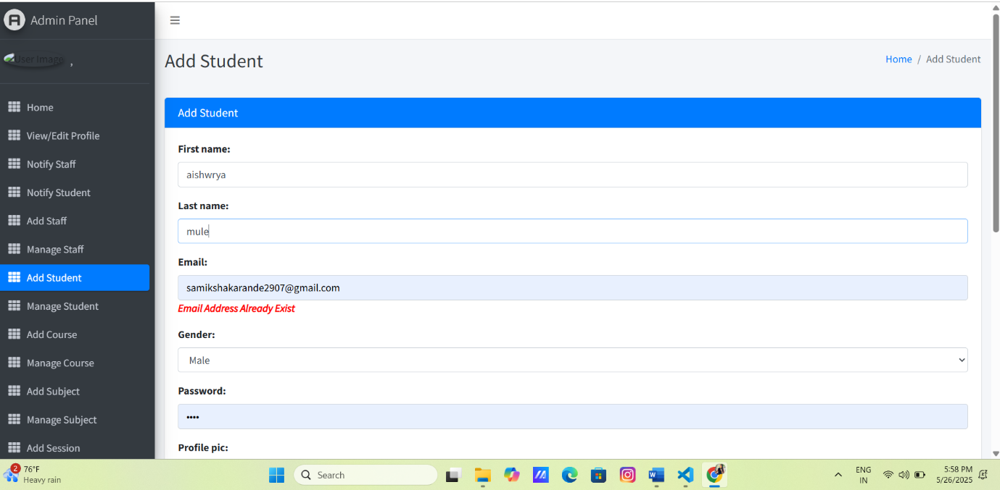 Admin Panel
User Image
,
Home
View/Edit Profile
Notify Staff
Notify Student
Add Staff
Manage Staff
Add Student
Manage Student
Add Course
Manage Course
Add Subject
Manage Subject
Add Session
Add Student
Home / Add Student
Add Student
First name:
aishwrya
Last name:
mule
Email:
samikshakarande2907@gmail.com
Email Address Already Exist
Gender:
Male
Password:
••••
Profile pic:
2
76°F
Heavy rain
Search
ENG
IN
5:58 PM
5/26/2025